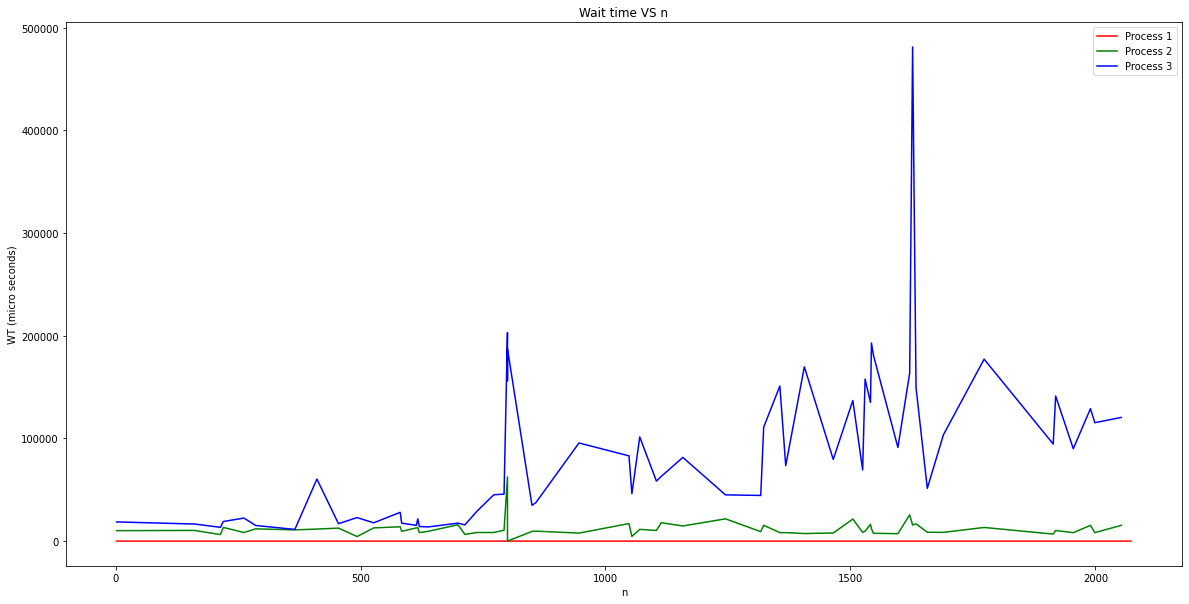 Wait time VS n
500000
400000
300000
200000
100000
0
WT (micro seconds)
Process 1
Process 2
Process 3
0 500 1000 1500 2000
n